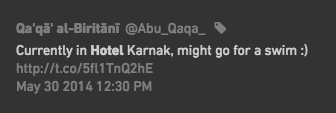 Qa'qā' al-Biritānī @Abu_Qaqa_
Currently in Hotel Karnak, might go for a swim :)
http://t.co/5fl1TnQ2hE
May 30 2014 12:30 PM